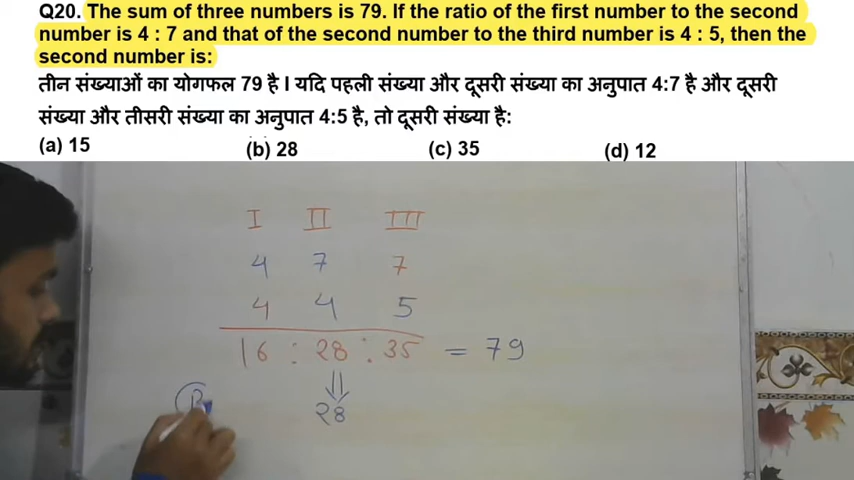 Q20. The sum of three numbers is 79. If the ratio of the first number to the second
number is 4 : 7 and that of the second number to the third number is 4 : 5, then the
second number is:
तीन संख्याओं का योगफल 79 है I यदि पहली संख्या और दूसरी संख्या का अनुपात 4:7 है और दूसरी
संख्या और तीसरी संख्या का अनुपात 4:5 है, तो दूसरी संख्या है:
(a) 15 (b) 28 (c) 35 (d) 12
I II III
4 7 7
4 4 5
16 : 28 : 35 = 79
28
B